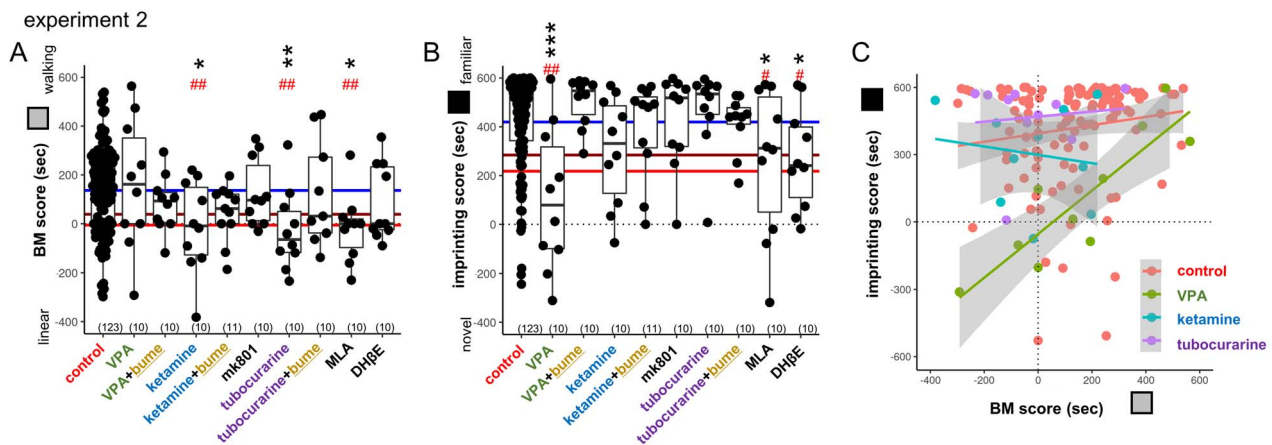 experiment 2
A
walking
BM score (sec)
linear
600
400
200
0
-200
-400
*
##
**
##
*
##
(123) (10) (10) (10) (11) (10) (10) (10) (10) (10)
control
VPA
VPA+bume
ketamine
ketamine+bume
mk801
tubocurarine
tubocurarine+bume
MLA
DHβE
B
familiar
imprinting score (sec)
novel
600
400
200
0
-200
-400
***
##
*
#
*
#
(123) (10) (10) (10) (11) (10) (10) (10) (10) (10)
control
VPA
VPA+bume
ketamine
ketamine+bume
mk801
tubocurarine
tubocurarine+bume
MLA
DHβE
C
imprinting score (sec)
600
300
0
-300
-600
control
VPA
ketamine
tubocurarine
-400 -200 0 200 400 600
BM score (sec)